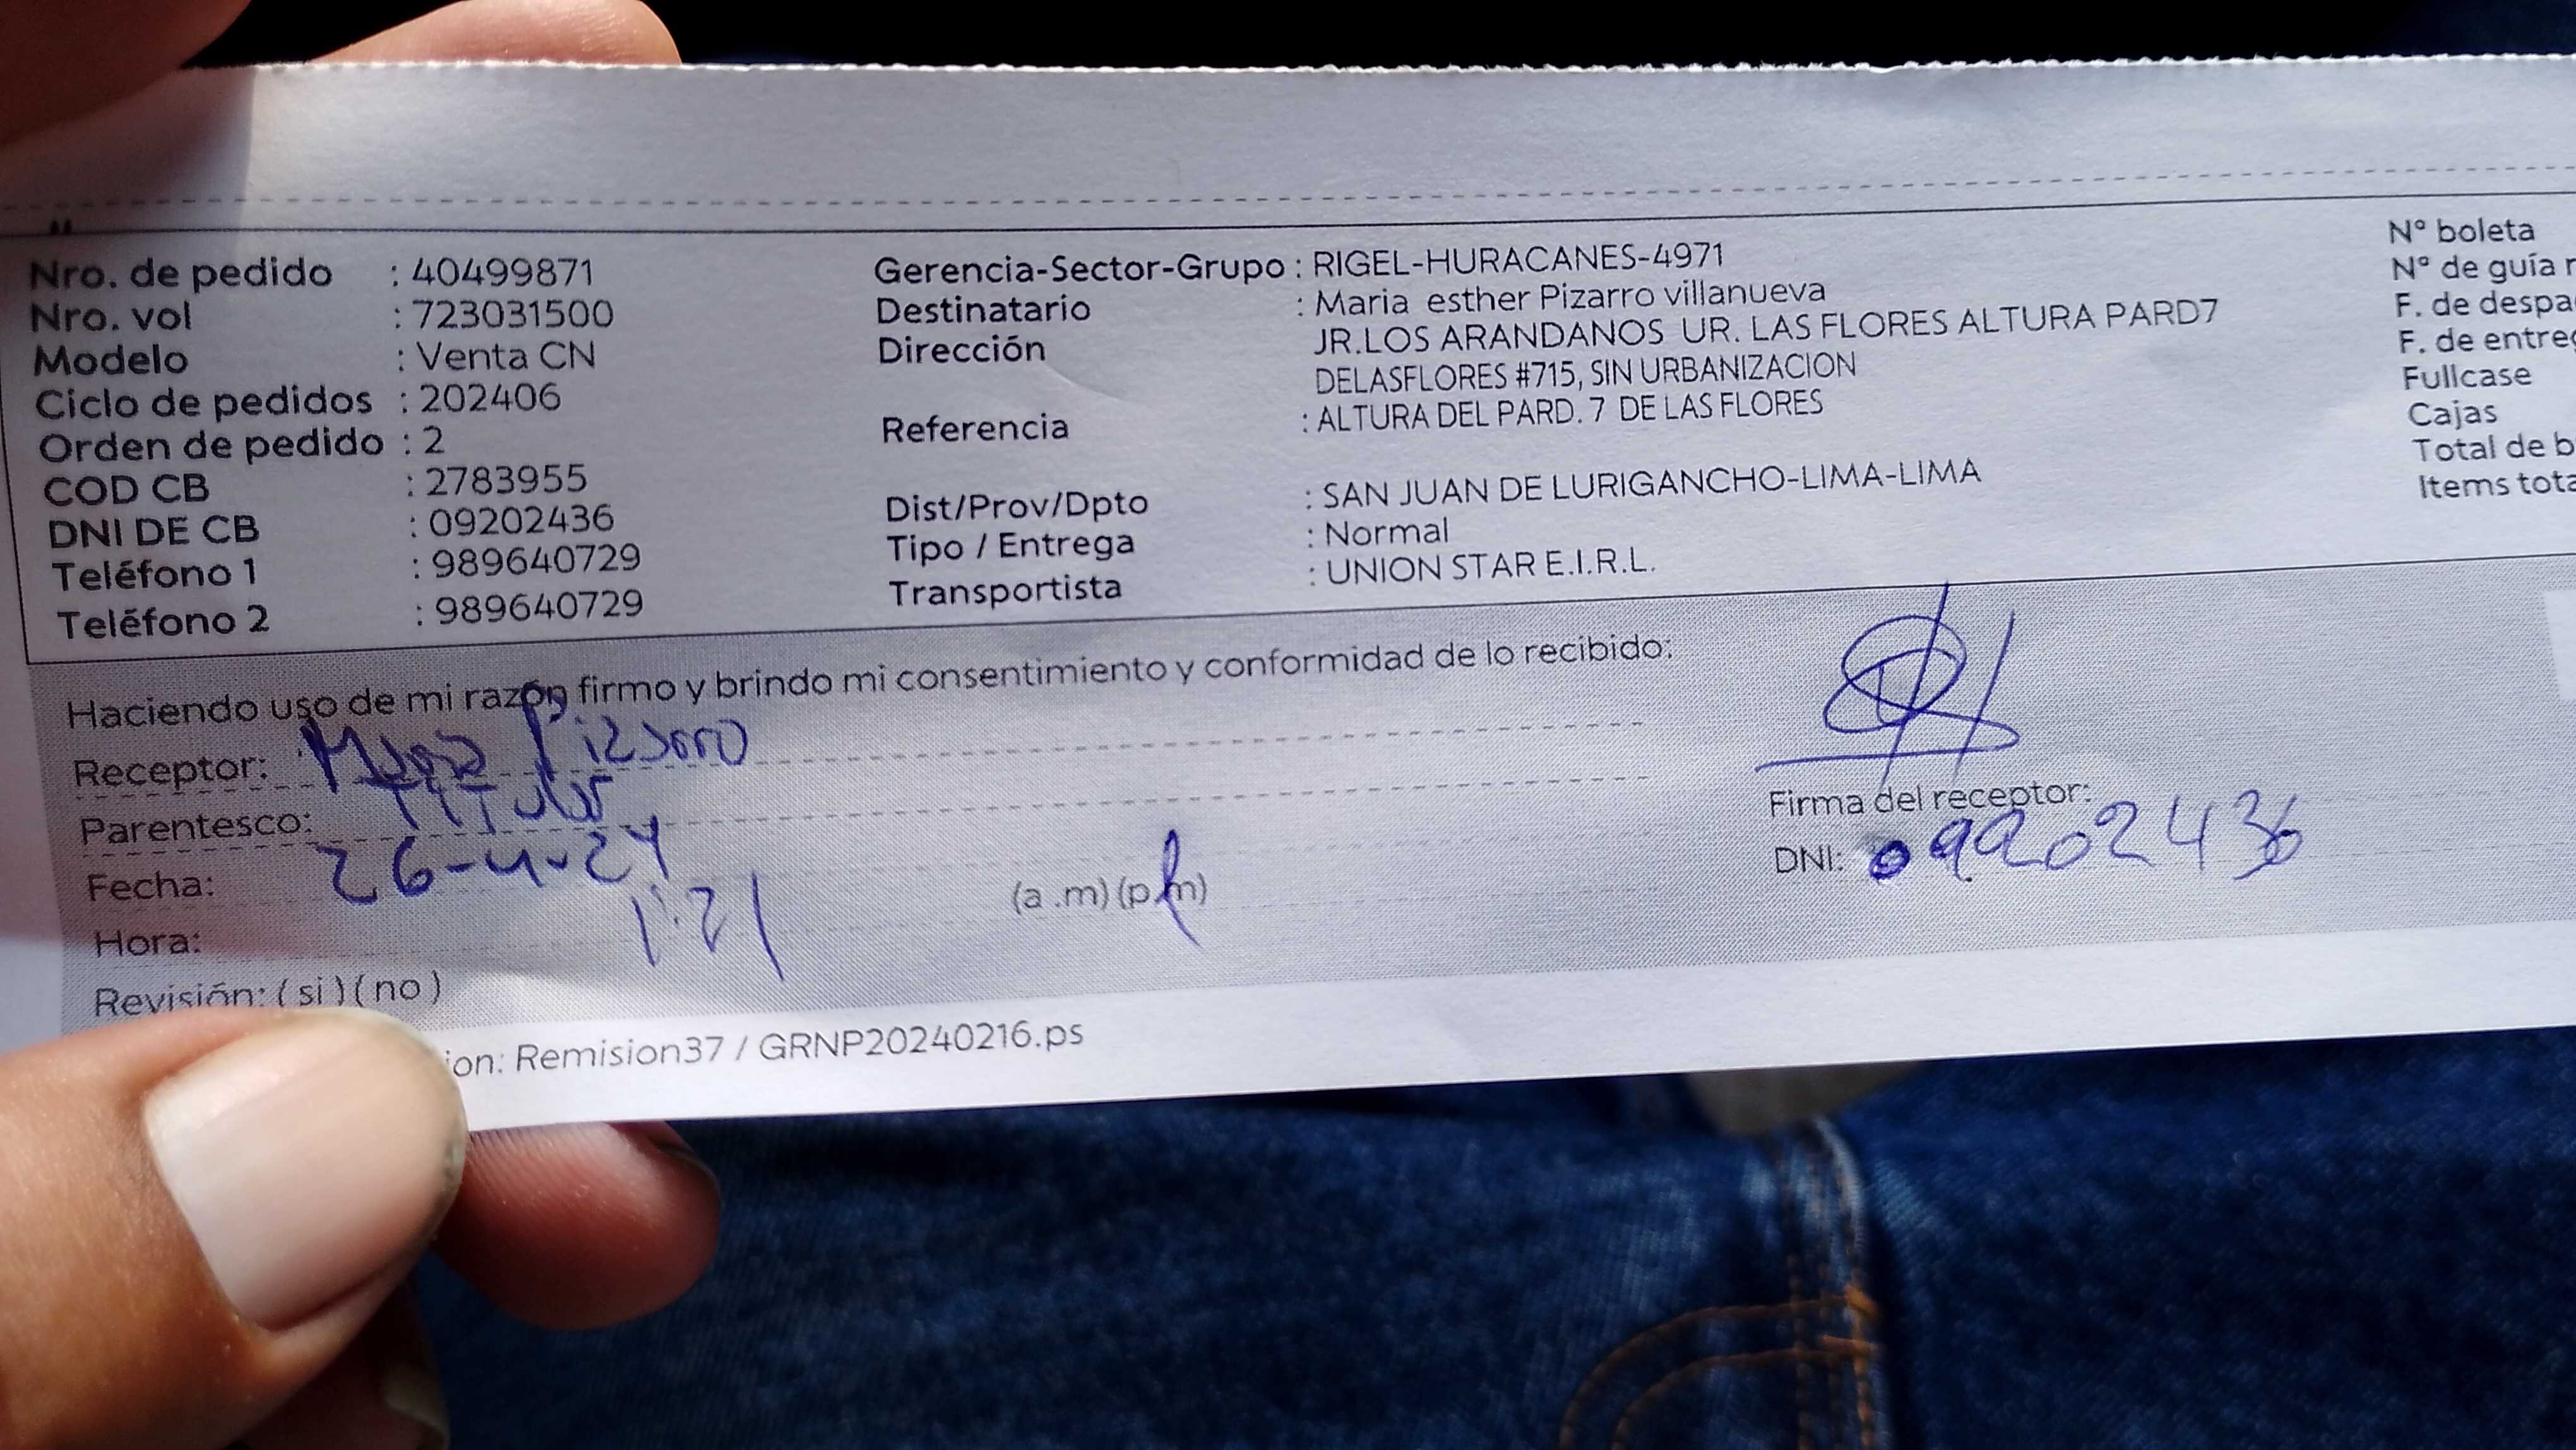 Nro. de pedido : 40499871
Nro. vol : 723031500
Modelo : Venta CN
Ciclo de pedidos : 202406
Orden de pedido : 2
COD CB : 2783955
DNI DE CB : 09202436
Teléfono 1 : 989640729
Teléfono 2 : 989640729
Gerencia-Sector-Grupo : RIGEL-HURACANES-4971
Destinatario : Maria esther Pizarro villanueva
Dirección JR.LOS ARANDANOS UR. LAS FLORES ALTURA PARD7
DELASFLORES #715, SIN URBANIZACION
Referencia : ALTURA DEL PARD. 7 DE LAS FLORES
Dist/Prov/Dpto : SAN JUAN DE LURIGANCHO-LIMA-LIMA
Tipo / Entrega : Normal
Transportista : UNION STAR E.I.R.L.
N° boleta
N° de guía r
F. de despa
F. de entreg
Fullcase
Cajas
Total de b
Items tota
Haciendo uso de mi razón firmo y brindo mi consentimiento y conformidad de lo recibido:
Receptor: Pizarro
Parentesco: Titular
Fecha: 26-4-24
Hora: 1:21 (a .m) (p.m)
Revisión: ( si ) ( no )
Firma del receptor:
DNI: 09202436
ion: Remision37 / GRNP20240216.ps